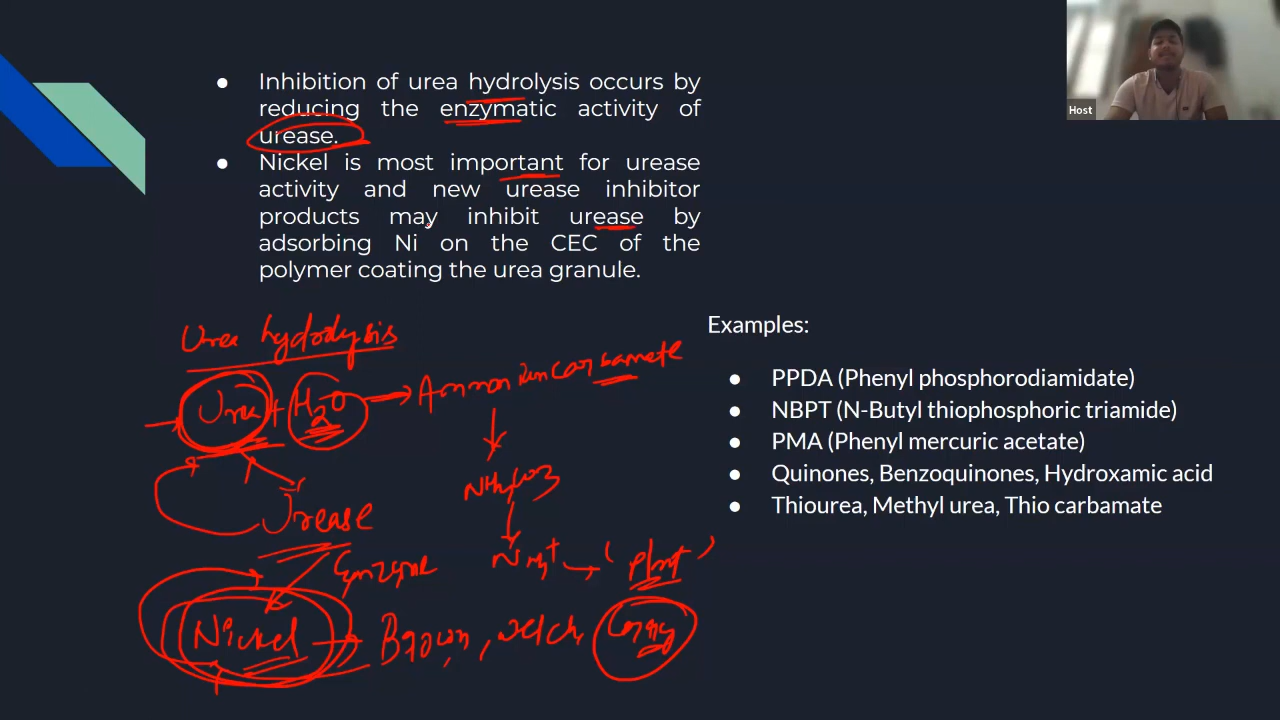 Host
● Inhibition of urea hydrolysis occurs by
reducing the enzymatic activity of
urease.
● Nickel is most important for urease
activity and new urease inhibitor
products may inhibit urease by
adsorbing Ni on the CEC of the
polymer coating the urea granule.
Urea hydrolysis
Urea + H2O → Ammonium carbamate
Urease
Enzyme
NH4+ → (Plant)
Nickel → Brown, welch,
Examples:
● PPDA (Phenyl phosphorodiamidate)
● NBPT (N-Butyl thiophosphoric triamide)
● PMA (Phenyl mercuric acetate)
● Quinones, Benzoquinones, Hydroxamic acid
● Thiourea, Methyl urea, Thio carbamate